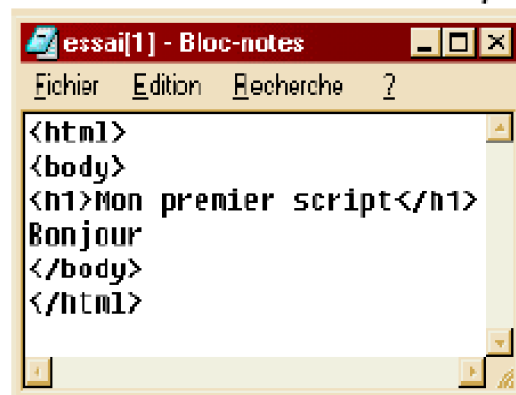 essai[1] - Bloc-notes
Fichier Edition Recherche ?
<html>
<body>
<h1>Mon premier script</h1>
Bonjour
</body>
</html>